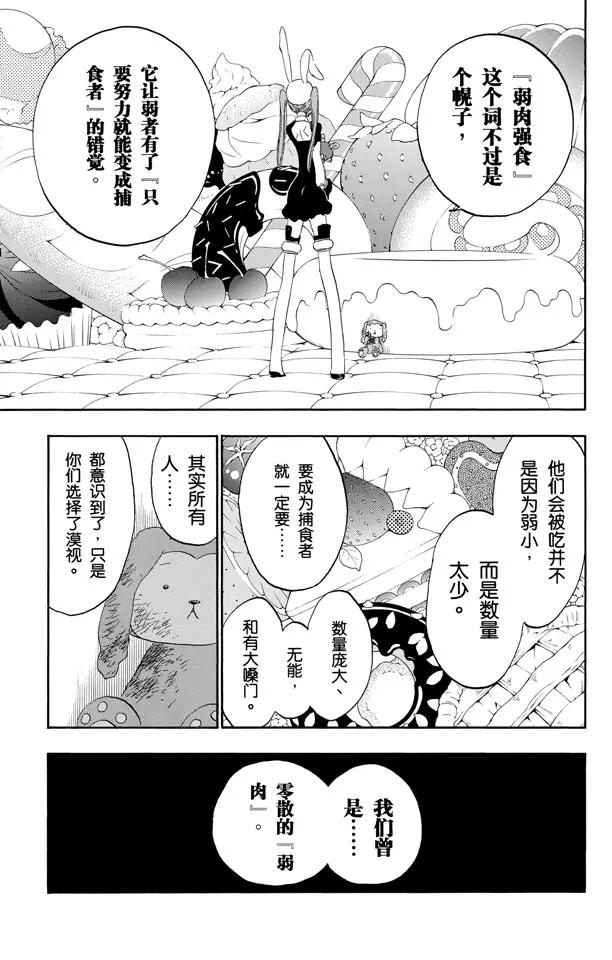 『弱肉强食』
这个词不过是
个幌子，
它让弱者有了『只
要努力就能变成捕
食者』的错觉。
他们会被吃并不
是因为弱小，
而是数量
太少。
要成为捕食者
就一定要……
数量庞大、
无能，
和有大嗓门。
其实所有
人……
都意识到了，只是
你们选择了漠视。
我们曾
是……
零散的『弱
肉』。